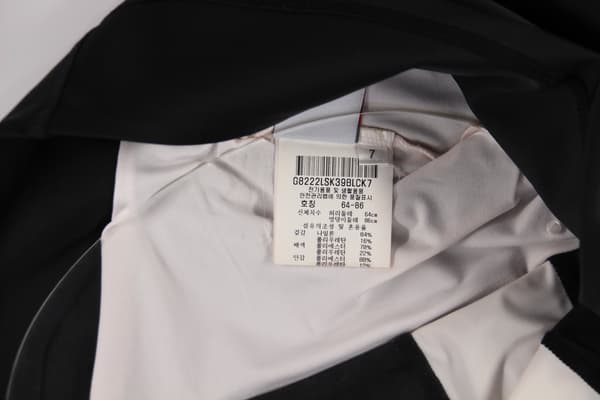 7
G8222LSK39BLCK7
전기용품 및 생활용품
안전관리법에 의한 품질표시
호칭 64-86
신체치수 허리둘레 64cm
엉덩이둘레 86cm
섬유의조성 및 혼용율
겉감 나일론 84%
폴리우레탄 16%
배색 폴리에스터 78%
폴리우레탄 22%
안감 폴리에스터 88%
폴리우레탄 12%